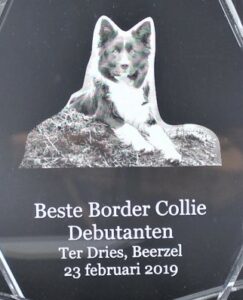 Beste Border Collie
Debutanten
Ter Dries, Beerzel
23 februari 2019